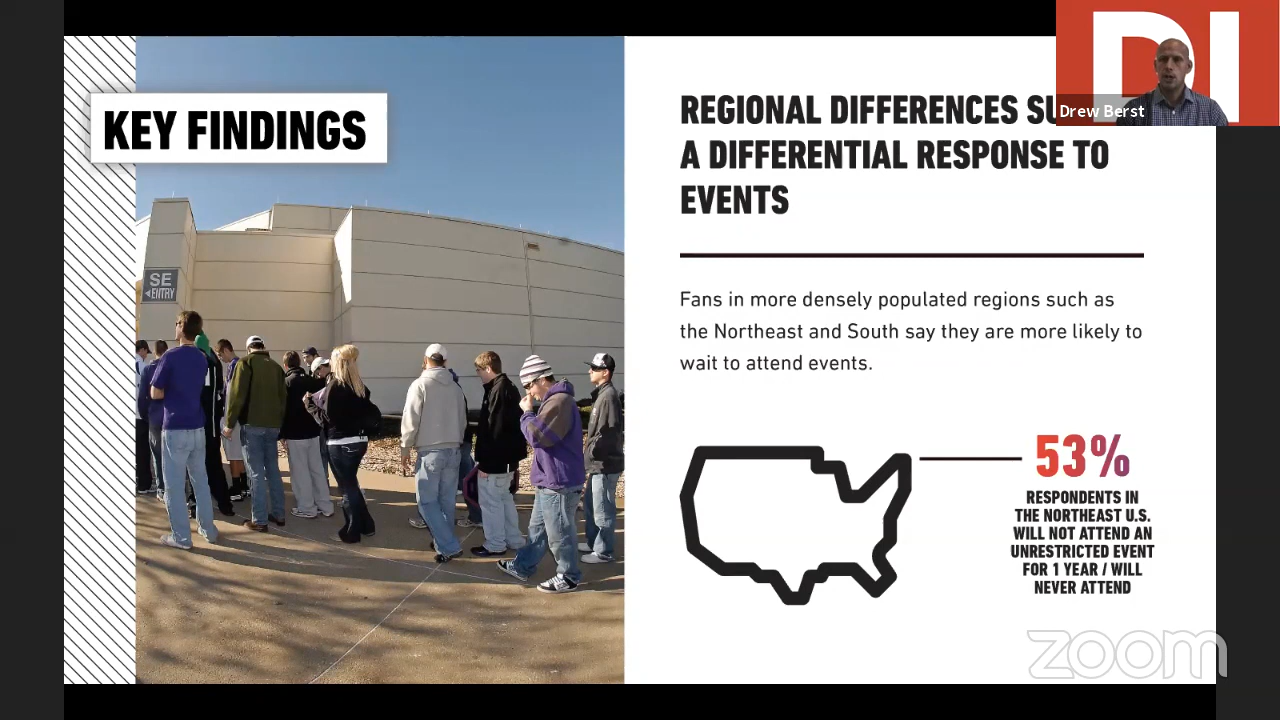 KEY FINDINGS
SE
ENTRY
REGIONAL DIFFERENCES
A DIFFERENTIAL RESPONSE TO
EVENTS
Fans in more densely populated regions such as
the Northeast and South say they are more likely to
wait to attend events.
53%
RESPONDENTS IN
THE NORTHEAST U.S.
WILL NOT ATTEND AN
UNRESTRICTED EVENT
FOR 1 YEAR / WILL
NEVER ATTEND
DI
Drew Berst
zoom